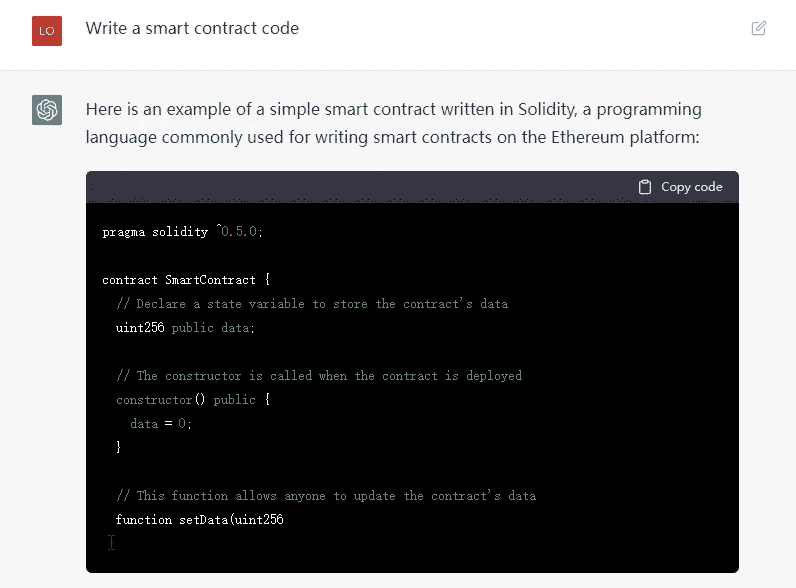 LO
Write a smart contract code
Here is an example of a simple smart contract written in Solidity, a programming
language commonly used for writing smart contracts on the Ethereum platform:
Copy code
pragma solidity ^0.5.0;
contract SmartContract {
// Declare a state variable to store the contract's data
uint256 public data;
// The constructor is called when the contract is deployed
constructor() public {
data = 0;
}
// This function allows anyone to update the contract's data
function setData(uint256